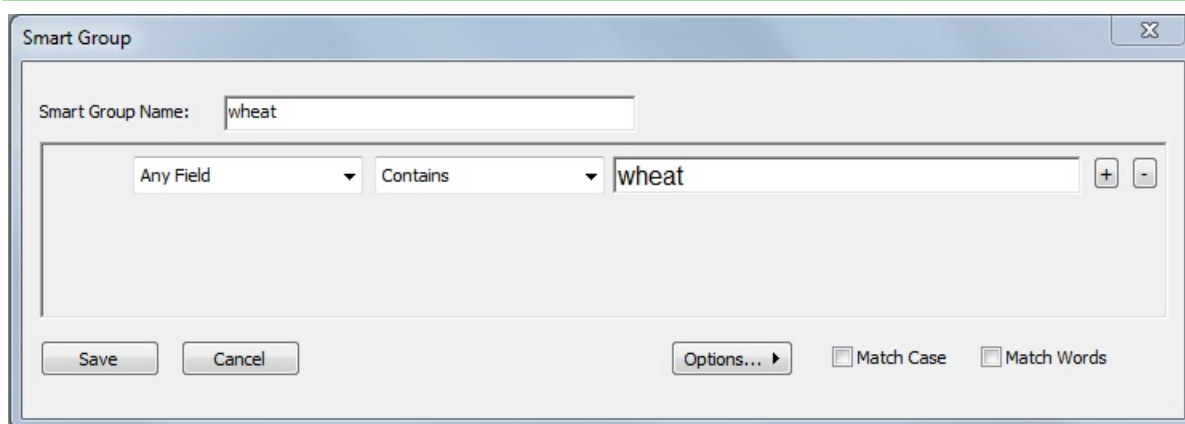 Smart Group
Smart Group Name: wheat
Any Field Contains wheat + -
Save Cancel Options... Match Case Match Words